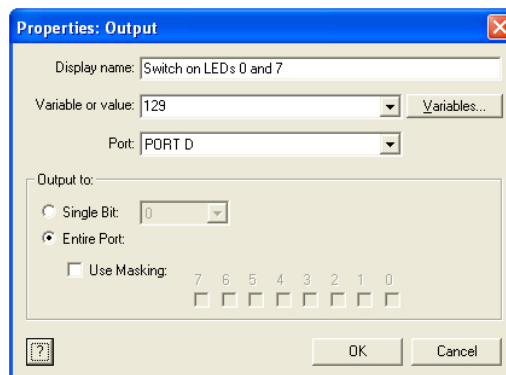 Properties: Output
Display name: Switch on LEDs 0 and 7
Variable or value: 129 Variables...
Port: PORT D
Output to:
Single Bit: 0
Entire Port:
Use Masking:
7 6 5 4 3 2 1 0
? OK Cancel